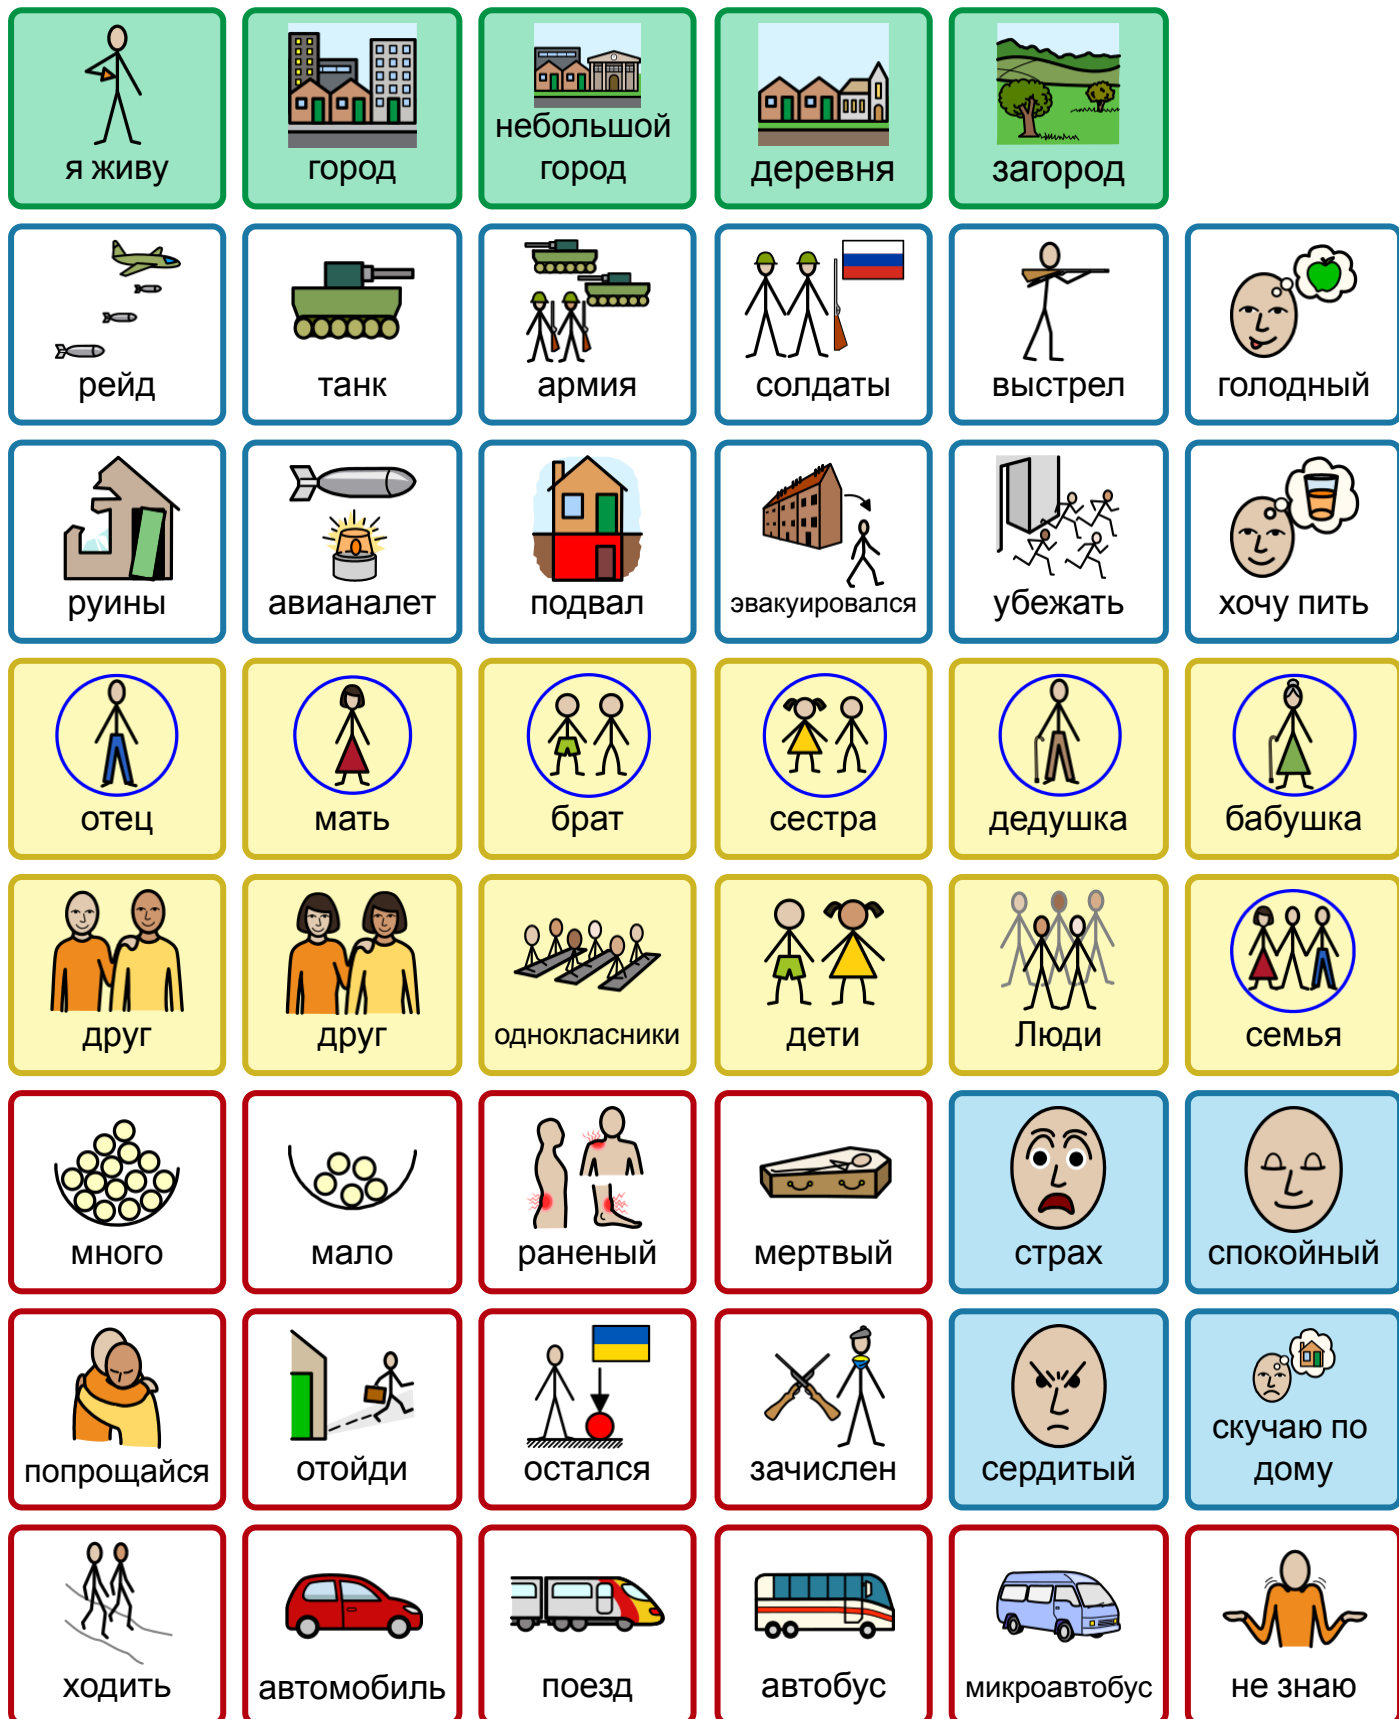 я живу
город
небольшой
город
деревня
загород
рейд
танк
армия
солдаты
выстрел
голодный
руины
авианалет
подвал
эвакуировался
убежать
хочу пить
отец
мать
брат
сестра
дедушка
бабушка
друг
друг
однокласники
дети
Люди
семья
много
мало
раненый
мертвый
страх
спокойный
попрощайся
отойди
остался
зачислен
сердитый
скучаю по
дому
ходить
автомобиль
поезд
автобус
микроавтобус
не знаю